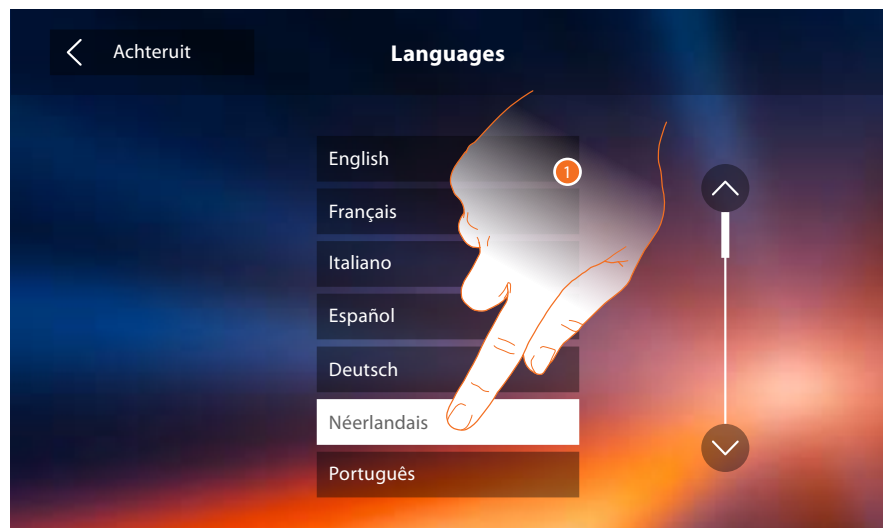 Achteruit
Languages
English
1
Français
Italiano
Español
Deutsch
Néerlandais
Português